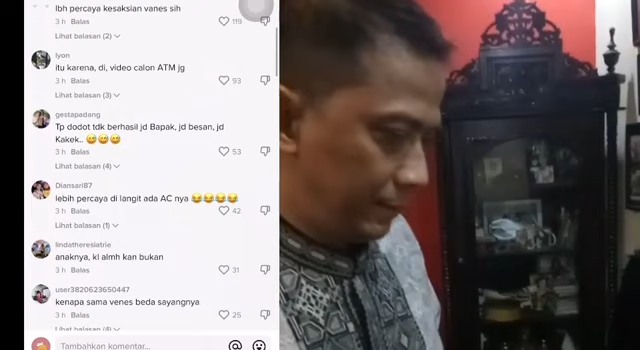 lbh percaya kesaksian vanes sih
3 h Balas 119
Lihat balasan (2)
lyon
itu karena, di, video calon ATM jg
3 h Balas 93
Lihat balasan (3)
gestapadang
Tp dodot tdk berhasil jd Bapak, jd besan, jd
Kakek.. 😅😅😅
3 h Balas 53
Lihat balasan (4)
Diansari87
lebih percaya di langit ada AC nya 😂😂😂😂
3 h Balas 42
Lihat balasan (1)
lindatheresiatrie
anaknya, kl almh kan bukan
3 h Balas 31
user3820623650447
kenapa sama venes beda sayangnya
3 h Balas 25
Lihat balasan (4)
Tambahkan komentar...